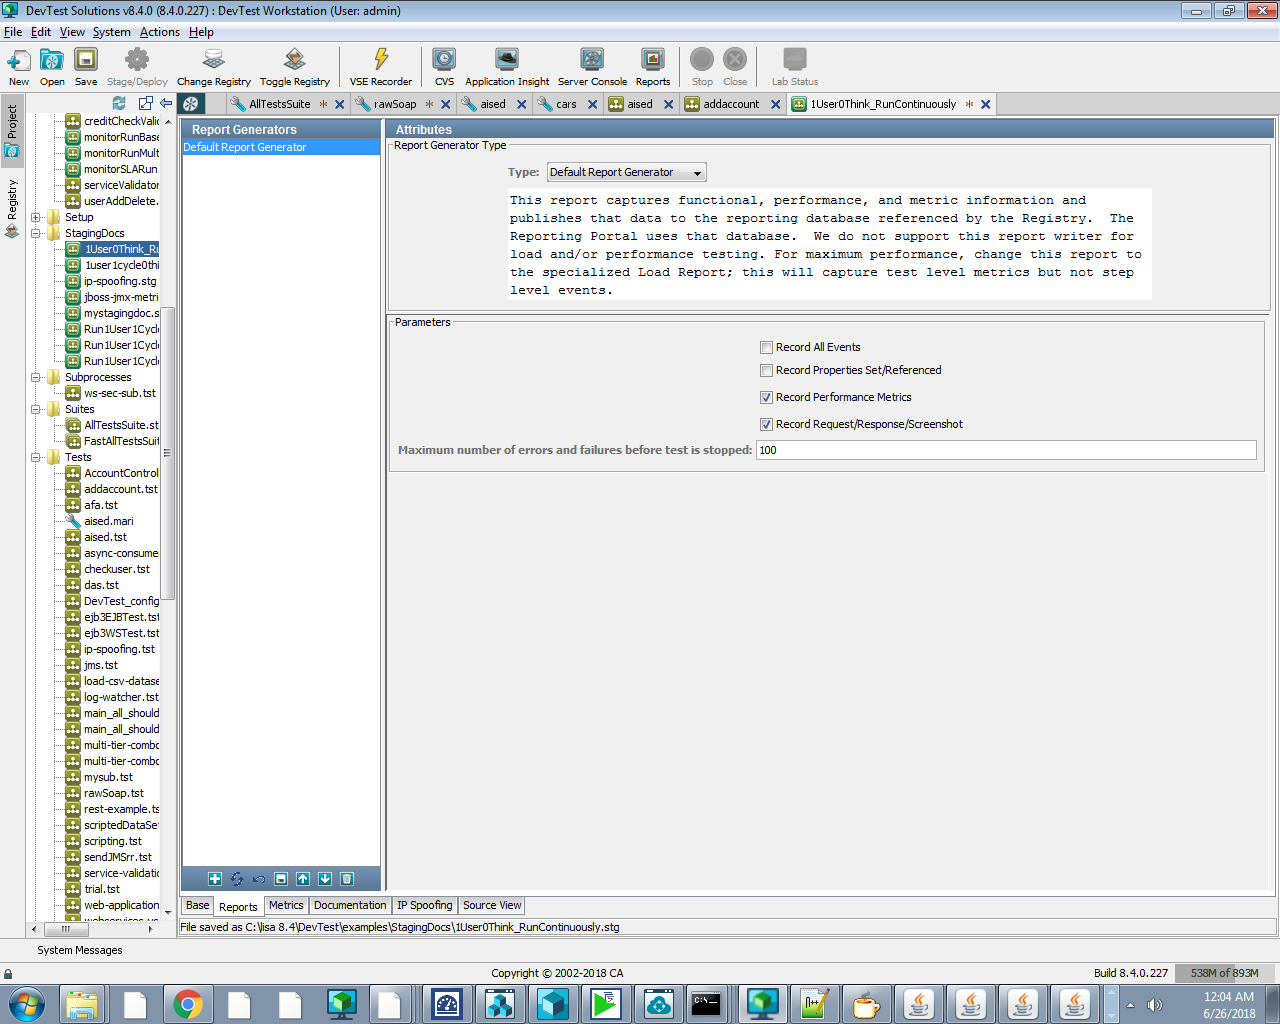 DevTest Solutions v8.4.0 (8.4.0.227) : DevTest Workstation (User: admin)
File Edit View System Actions Help
New Open Save Stage/Deploy Change Registry Toggle Registry VSE Recorder CVS Application Insight Server Console Reports Stop Close Lab Status
AllTestsSuite rawSoap aised cars aised addaccount 1User0Think_RunContinuously
Project
Registry
creditCheckValic
monitorRunBase
monitorRunMult
monitorSLARun.
serviceValidator
userAddDelete.
Setup
StagingDocs
1User0Think_Ru
1user1cycle0thi
ip-spoofing.stg
jboss-jmx-metri
mystagingdoc.s
Run1User1Cycl
Run1User1Cycl
Run1User1Cycl
Subprocesses
ws-sec-sub.tst
Suites
AllTestsSuite.st
FastAllTestsSuit
Tests
AccountControl
addaccount.tst
afa.tst
aised.mari
aised.tst
async-consume
checkuser.tst
das.tst
DevTest_config
ejb3EJBTest.tst
ejb3WSTest.tst
ip-spoofing.tst
jms.tst
load-csv-datase
log-watcher.tst
main_all_should
main_all_should
multi-tier-combo
multi-tier-combo
mysub.tst
rawSoap.tst
rest-example.ts
scriptedDataSe
scripting.tst
sendJMSrr.tst
service-validatio
trial.tst
web-application
Report Generators
Default Report Generator
Attributes
Report Generator Type
Type: Default Report Generator
This report captures functional, performance, and metric information and
publishes that data to the reporting database referenced by the Registry. The
Reporting Portal uses that database. We do not support this report writer for
load and/or performance testing. For maximum performance, change this report to
the specialized Load Report; this will capture test level metrics but not step
level events.
Parameters
Record All Events
Record Properties Set/Referenced
Record Performance Metrics
Record Request/Response/Screenshot
Maximum number of errors and failures before test is stopped: 100
Base Reports Metrics Documentation IP Spoofing Source View
File saved as C:\lisa 8.4\DevTest\examples\StagingDocs\1User0Think_RunContinuously.stg
System Messages
Copyright © 2002-2018 CA
Build 8.4.0.227
538M of 893M
C:\
12:04 AM
6/26/2018